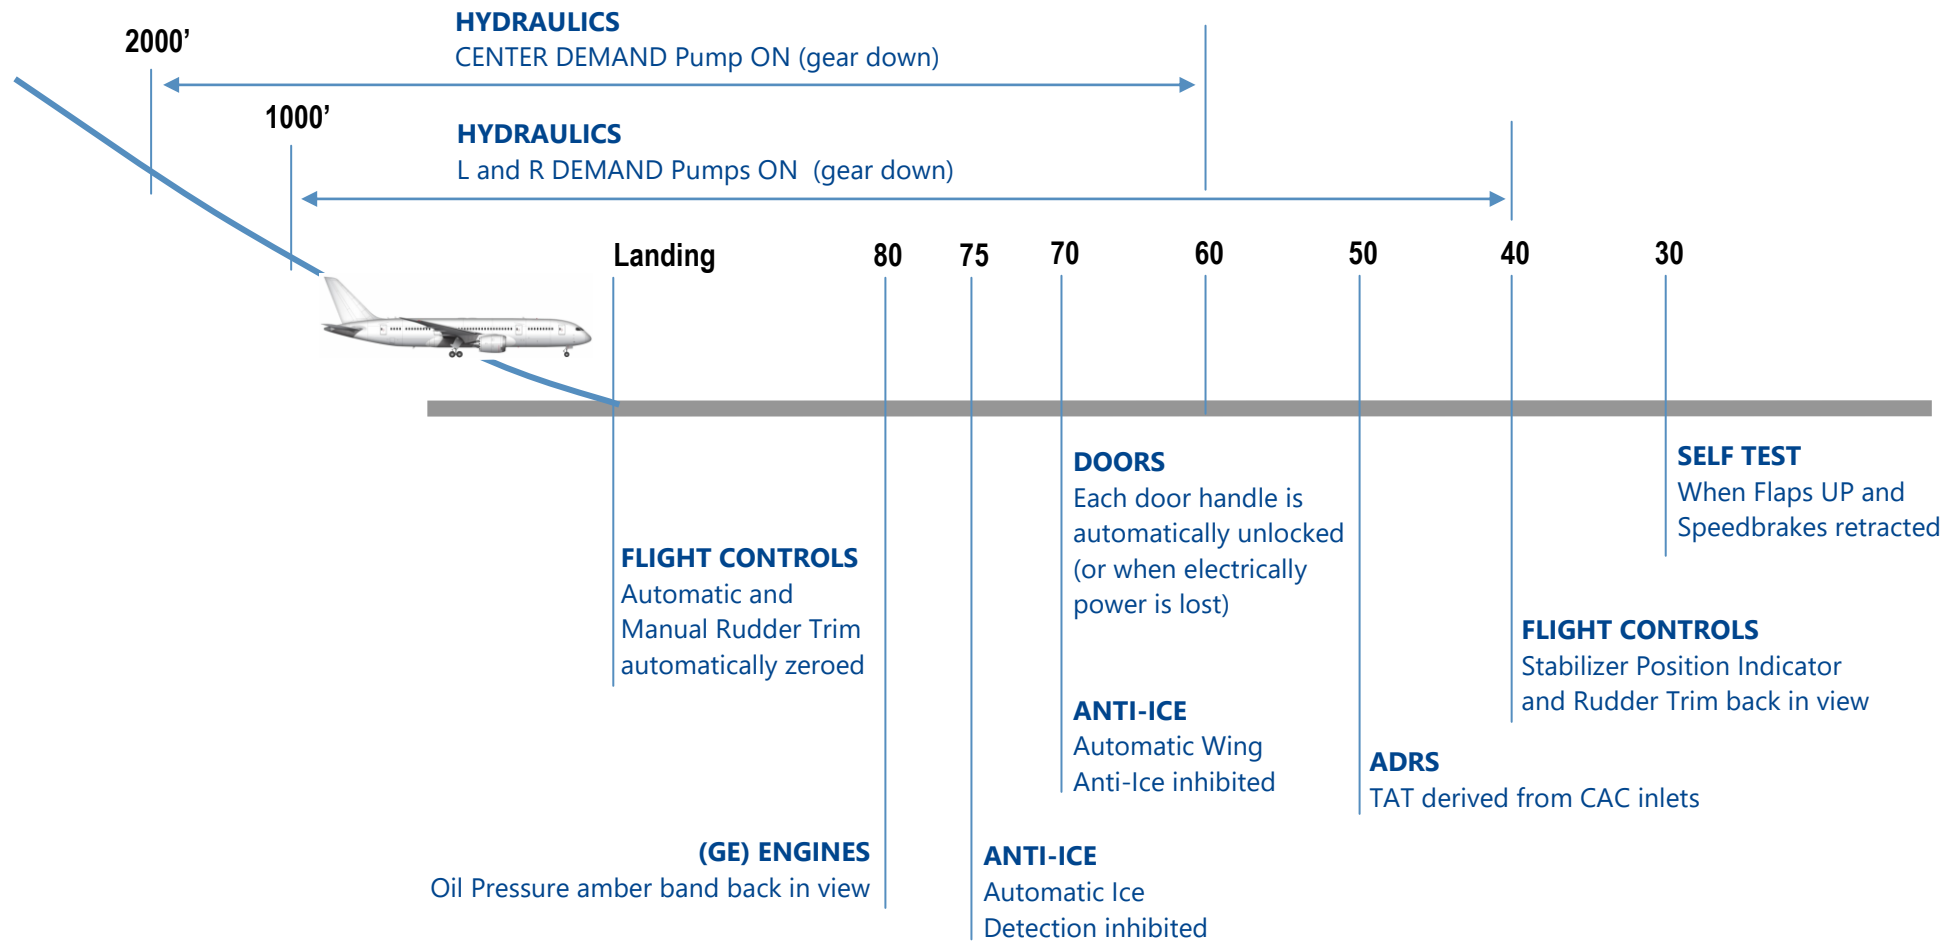 HYDRAULICS
CENTER DEMAND Pump ON (gear down)
2000’
1000’
HYDRAULICS
L and R DEMAND Pumps ON  (gear down)
Landing
80
75
70
60
50
40
30
FLIGHT CONTROLS
Automatic and
Manual Rudder Trim
automatically zeroed
(GE) ENGINES
Oil Pressure amber band back in view
ANTI-ICE
Automatic Ice
Detection inhibited
DOORS
Each door handle is
automatically unlocked
(or when electrically
power is lost)
ANTI-ICE
Automatic Wing
Anti-Ice inhibited
ADRS
TAT derived from CAC inlets
FLIGHT CONTROLS
Stabilizer Position Indicator
and Rudder Trim back in view
SELF TEST
When Flaps UP and
Speedbrakes retracted